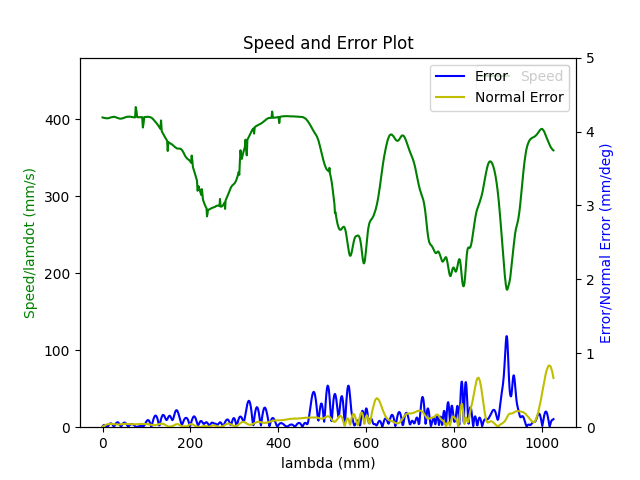 Speed and Error Plot
Speed/lamdot (mm/s)
400
300
200
100
0
0 200 400 600 800 1000
lambda (mm)
5
4
3
2
1
0
Error/Normal Error (mm/deg)
Error
Speed
Normal Error